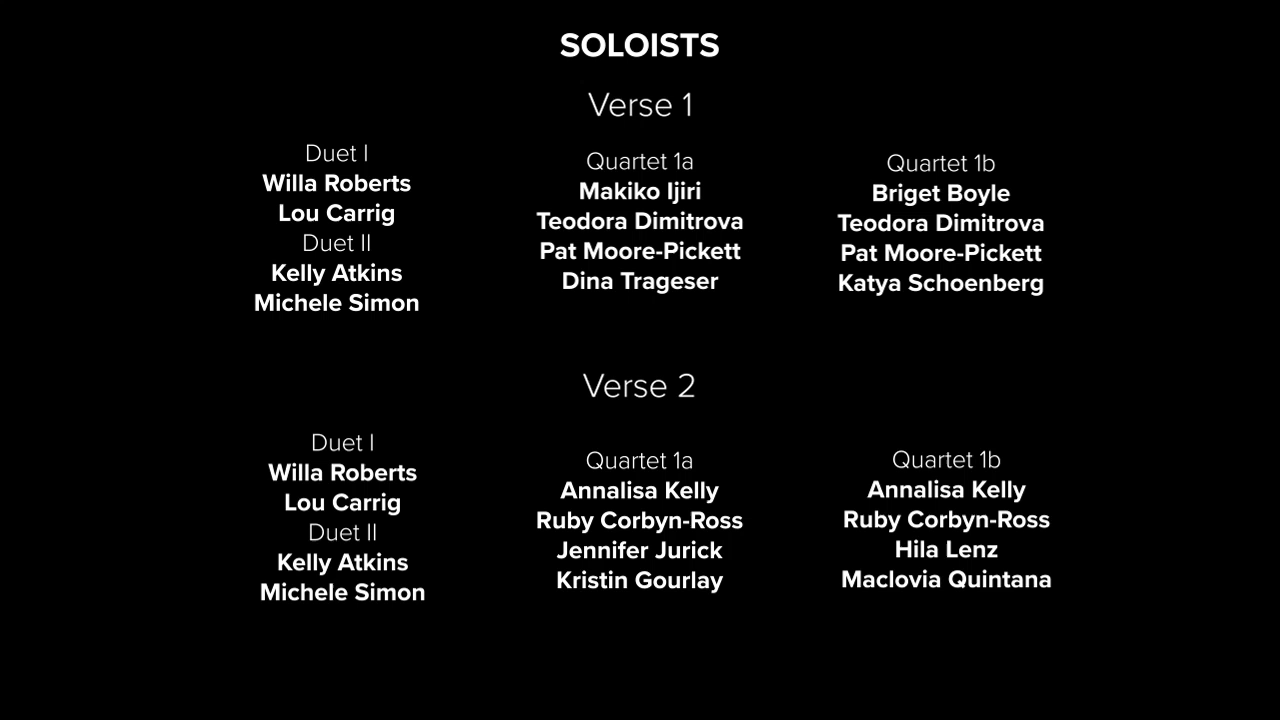 SOLOISTS
Verse 1
Duet I
Willa Roberts
Lou Carrig
Duet II
Kelly Atkins
Michele Simon
Quartet 1a
Makiko Ijiri
Teodora Dimitrova
Pat Moore-Pickett
Dina Trageser
Quartet 1b
Briget Boyle
Teodora Dimitrova
Pat Moore-Pickett
Katya Schoenberg
Verse 2
Duet I
Willa Roberts
Lou Carrig
Duet II
Kelly Atkins
Michele Simon
Quartet 1a
Annalisa Kelly
Ruby Corbyn-Ross
Jennifer Jurick
Kristin Gourlay
Quartet 1b
Annalisa Kelly
Ruby Corbyn-Ross
Hila Lenz
Maclovia Quintana